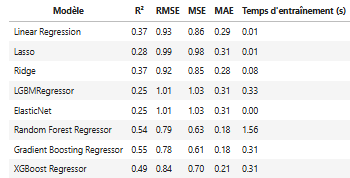 Modèle R² RMSE MSE MAE Temps d'entraînement (s)
Linear Regression 0.37 0.93 0.86 0.29 0.01
Lasso 0.28 0.99 0.98 0.31 0.01
Ridge 0.37 0.92 0.85 0.28 0.08
LGBMRegressor 0.25 1.01 1.03 0.31 0.33
ElasticNet 0.25 1.01 1.03 0.31 0.00
Random Forest Regressor 0.54 0.79 0.63 0.18 1.56
Gradient Boosting Regressor 0.55 0.78 0.61 0.18 0.31
XGBoost Regressor 0.49 0.84 0.70 0.21 0.31